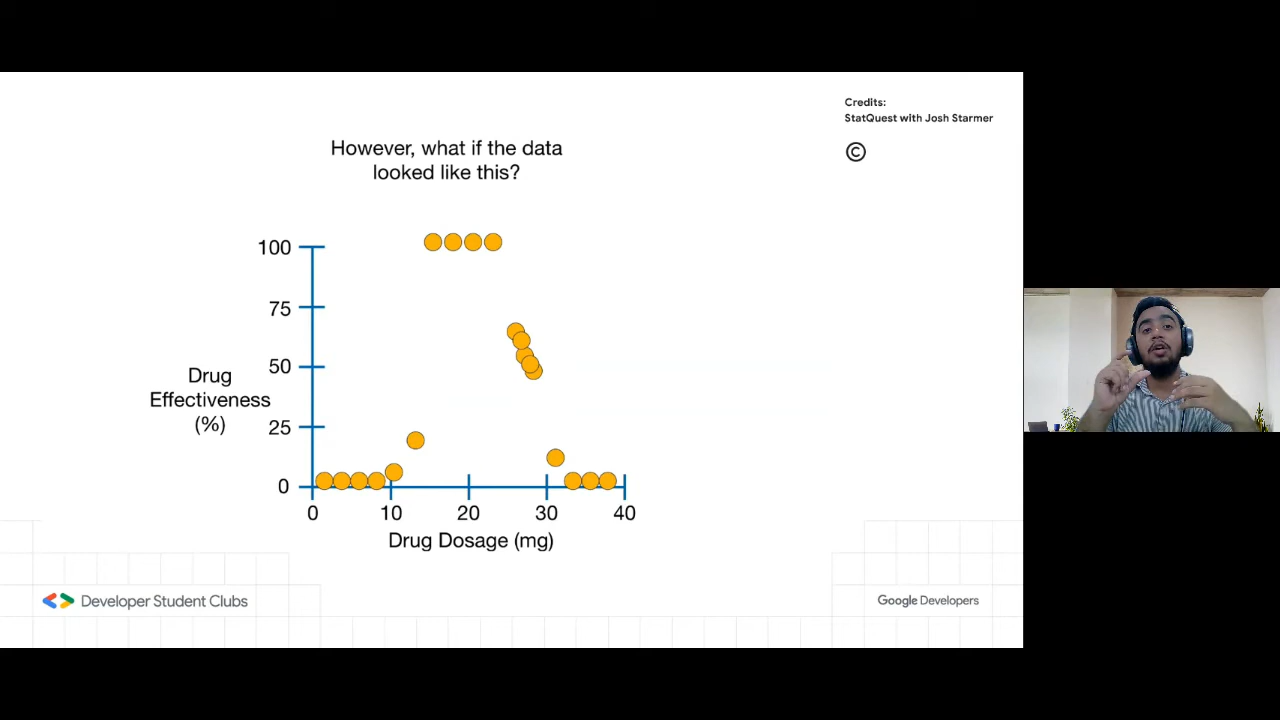 Credits:
StatQuest with Josh Starmer
©
However, what if the data
looked like this?
100
75
50
25
0
Drug
Effectiveness
(%)
0 10 20 30 40
Drug Dosage (mg)
Developer Student Clubs
Google Developers